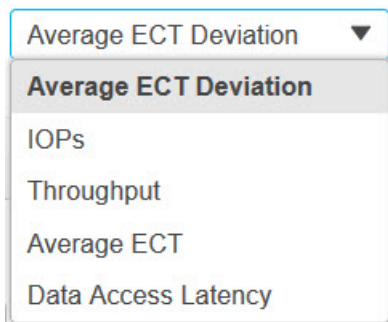 Average ECT Deviation
Average ECT Deviation
IOPs
Throughput
Average ECT
Data Access Latency